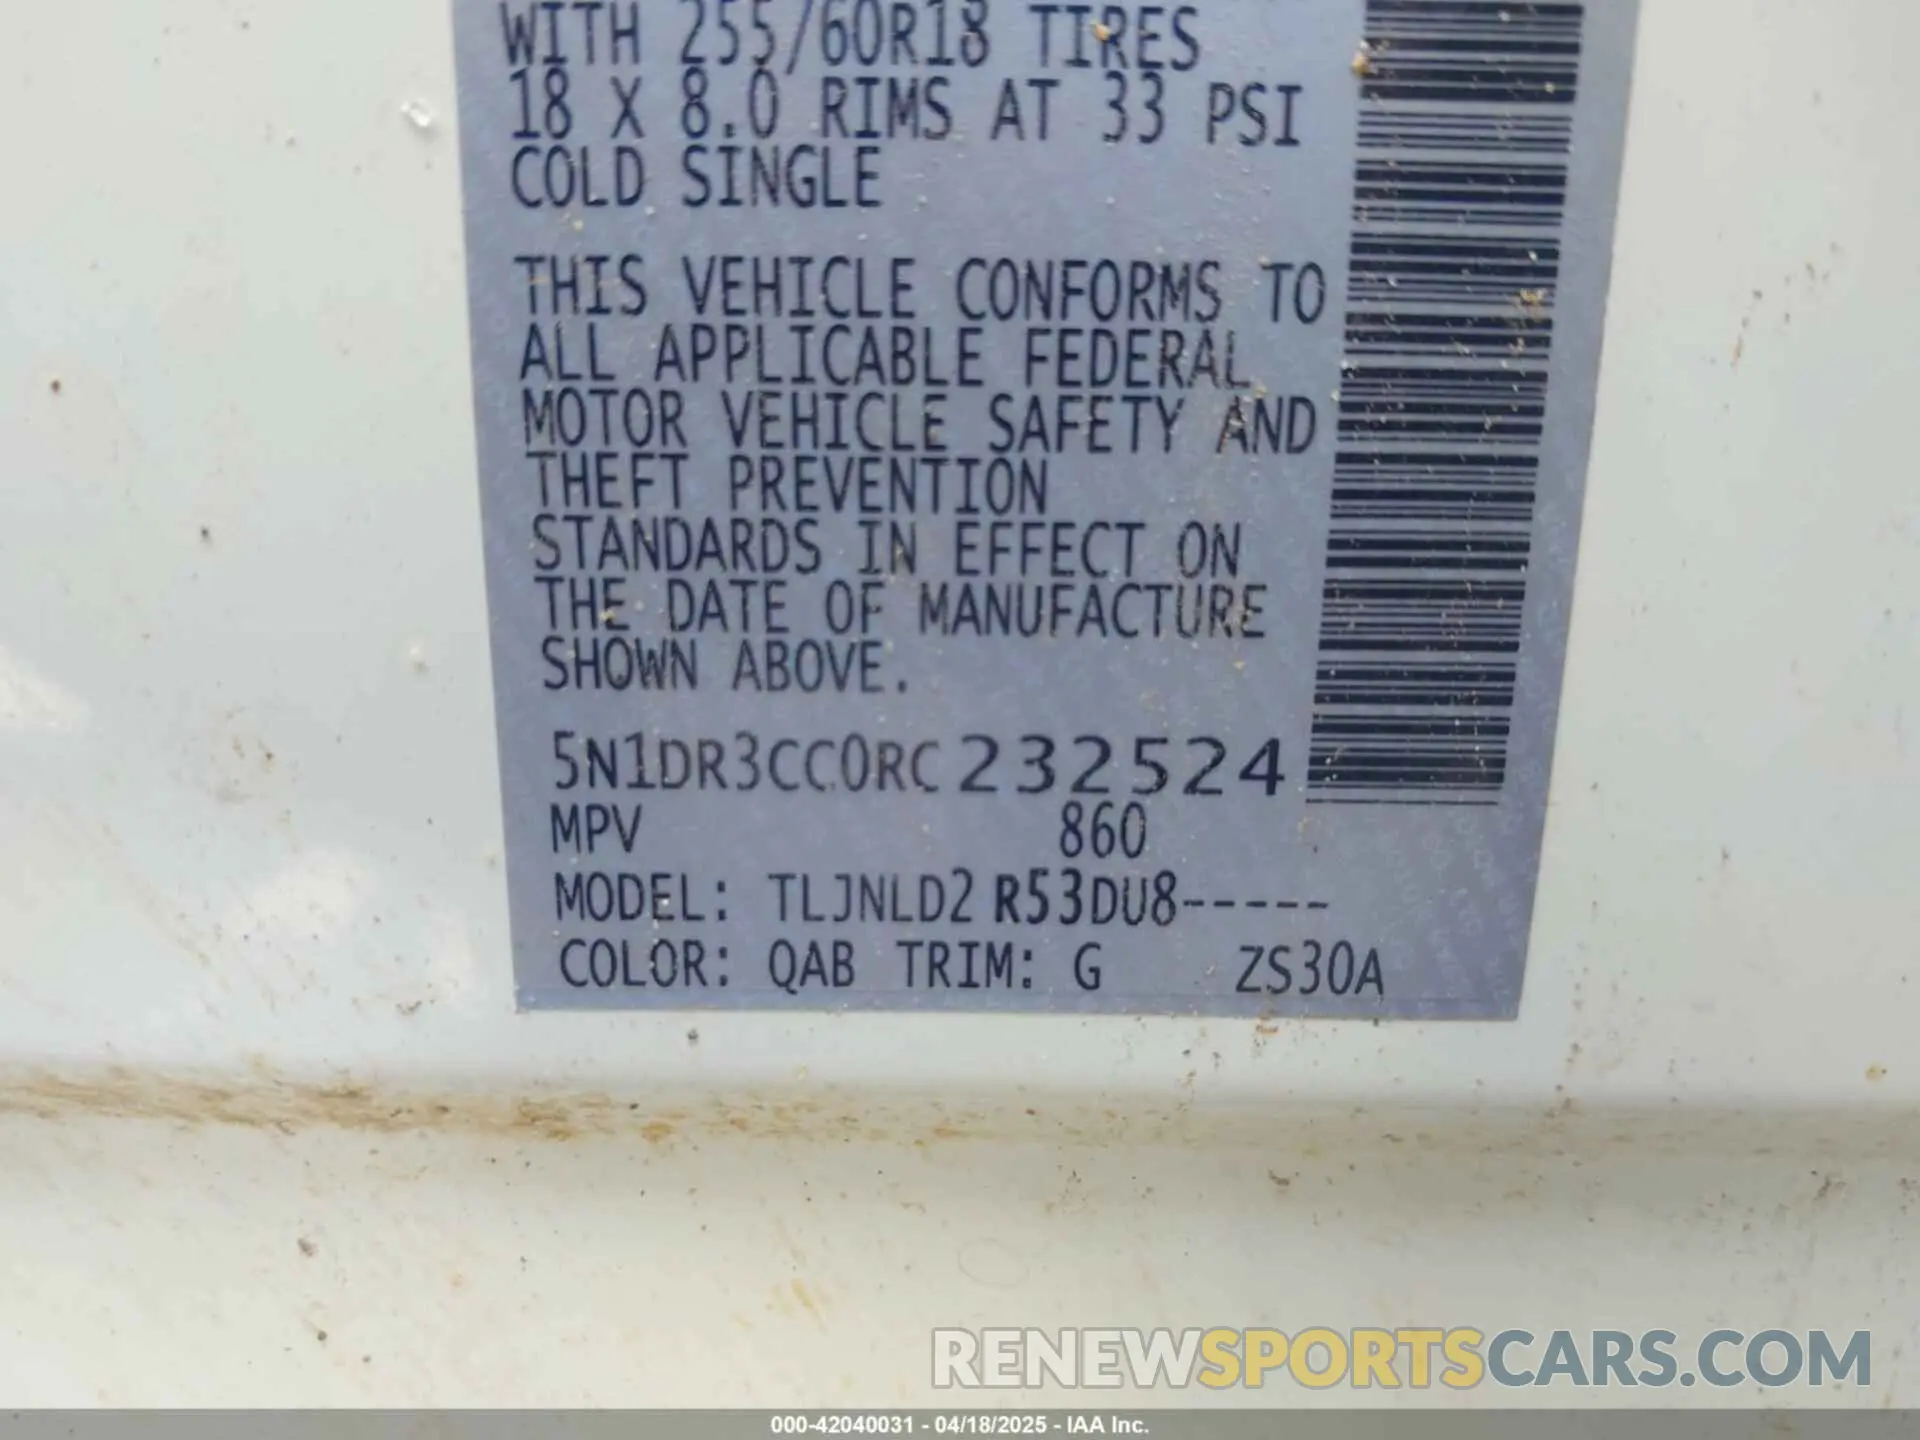 WITH 255/60R18 TIRES
18 X 8.0 RIMS AT 33 PSI
COLD SINGLE
THIS VEHICLE CONFORMS TO
ALL APPLICABLE FEDERAL
MOTOR VEHICLE SAFETY AND
THEFT PREVENTION
STANDARDS IN EFFECT ON
THE DATE OF MANUFACTURE
SHOWN ABOVE.
5N1DR3CC0RC232524
MPV 860
MODEL: TLJNLD2 R53DU8-----
COLOR: QAB TRIM: G ZS30A
RENEWSPORTSCARS.COM
000-42040031 - 04/18/2025 - IAA Inc.